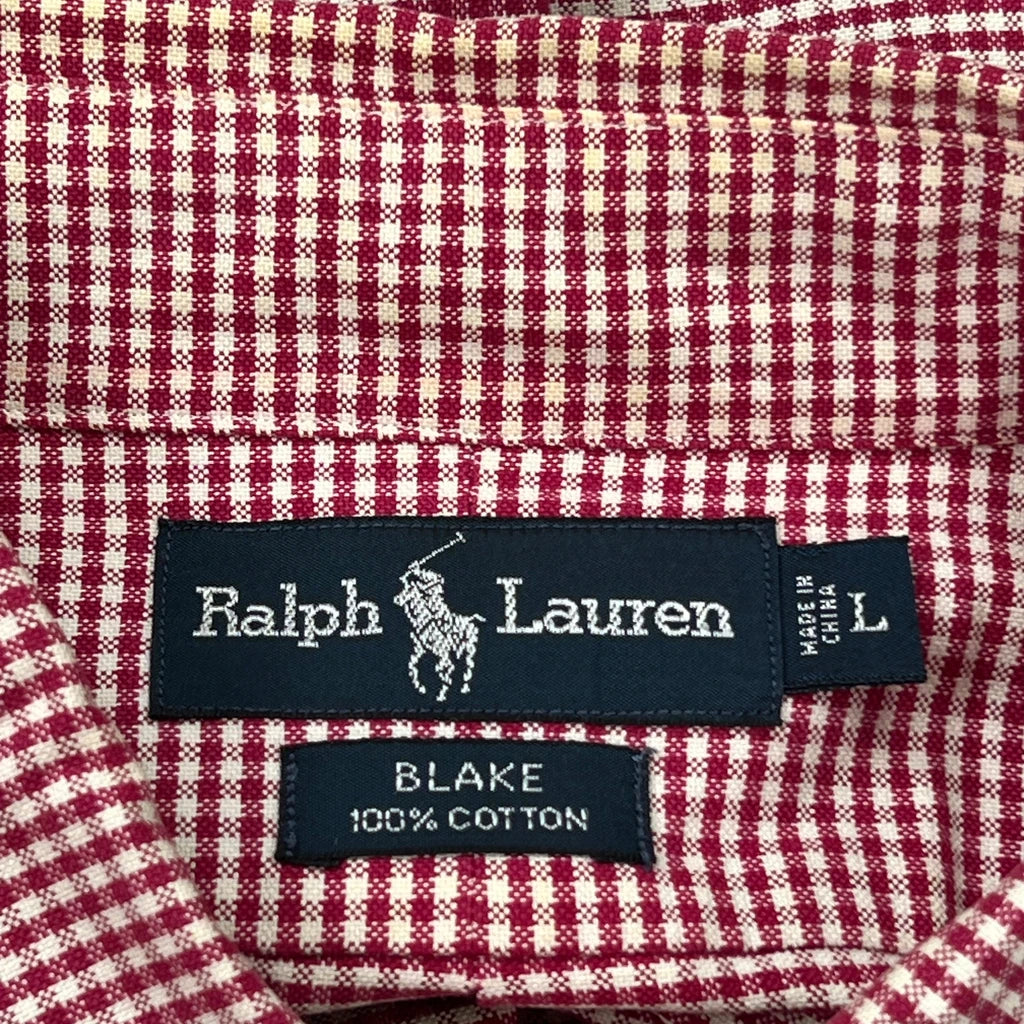 Ralph Lauren
MADE IN
CHINA
L
BLAKE
100% COTTON